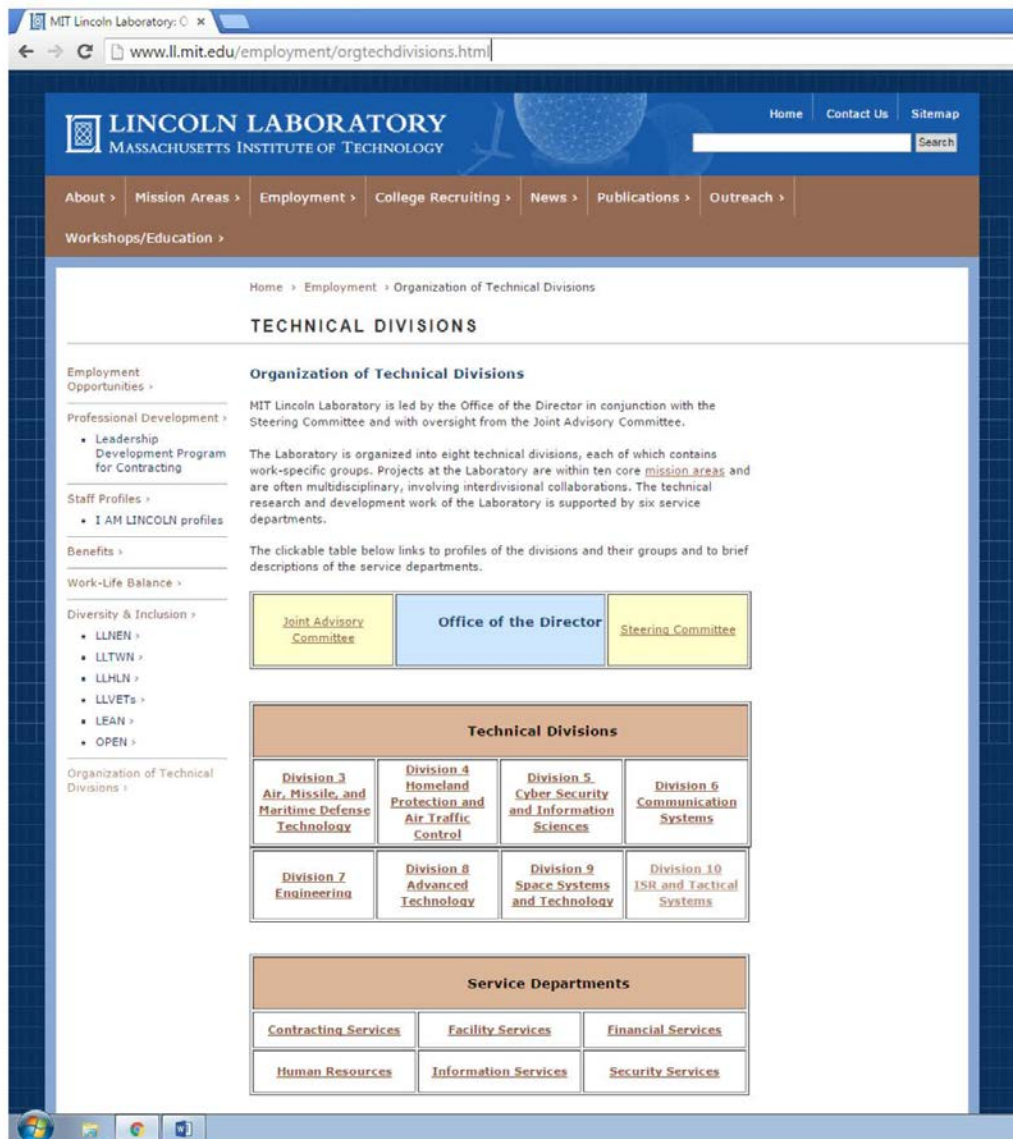 MIT Lincoln Laboratory: O
www.ll.mit.edu/employment/orgtechdivisions.html
LINCOLN LABORATORY
MASSACHUSETTS INSTITUTE OF TECHNOLOGY
Home Contact Us Sitemap
Search
About › Mission Areas › Employment › College Recruiting › News › Publications › Outreach ›
Workshops/Education ›
Home › Employment › Organization of Technical Divisions
TECHNICAL DIVISIONS
Employment
Opportunities ›
Professional Development ›
• Leadership
Development Program
for Contracting
Staff Profiles ›
• I AM LINCOLN profiles
Benefits ›
Work-Life Balance ›
Diversity & Inclusion ›
• LLNEN ›
• LLTWN ›
• LLHLN ›
• LLVETs ›
• LEAN ›
• OPEN ›
Organization of Technical
Divisions ›
Organization of Technical Divisions
MIT Lincoln Laboratory is led by the Office of the Director in conjunction with the
Steering Committee and with oversight from the Joint Advisory Committee.
The Laboratory is organized into eight technical divisions, each of which contains
work-specific groups. Projects at the Laboratory are within ten core mission areas and
are often multidisciplinary, involving interdivisional collaborations. The technical
research and development work of the Laboratory is supported by six service
departments.
The clickable table below links to profiles of the divisions and their groups and to brief
descriptions of the service departments.
Joint Advisory
Committee
Office of the Director
Steering Committee
Technical Divisions
Division 3
Air, Missile, and
Maritime Defense
Technology
Division 4
Homeland
Protection and
Air Traffic
Control
Division 5
Cyber Security
and Information
Sciences
Division 6
Communication
Systems
Division 7
Engineering
Division 8
Advanced
Technology
Division 9
Space Systems
and Technology
Division 10
ISR and Tactical
Systems
Service Departments
Contracting Services
Facility Services
Financial Services
Human Resources
Information Services
Security Services